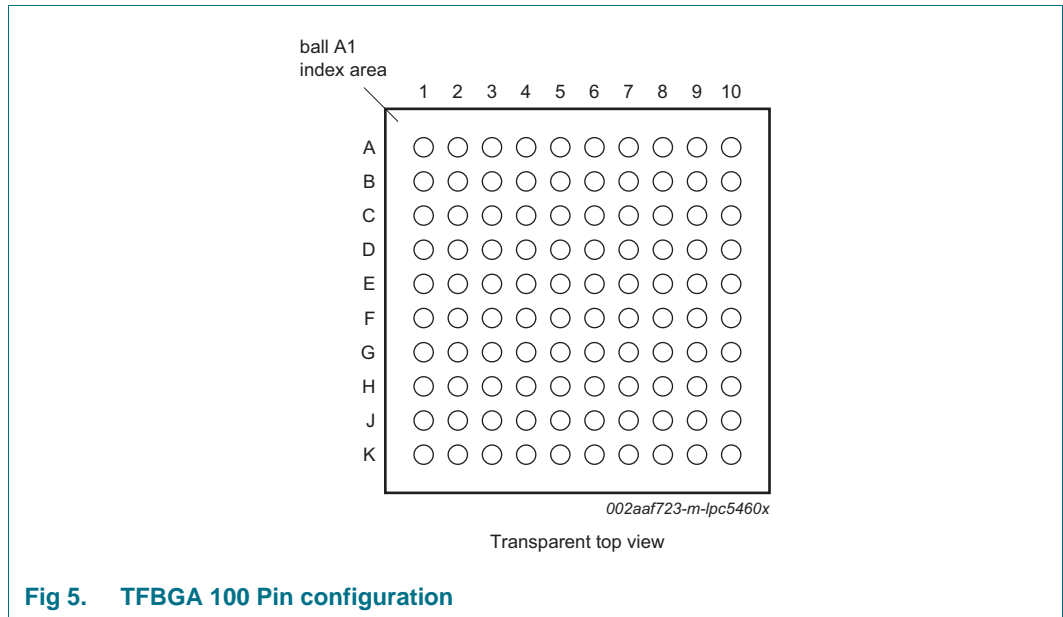 ball A1
index area
1 2 3 4 5 6 7 8 9 10
A
B
C
D
E
F
G
H
J
K
002aaf723-m-lpc5460x
Transparent top view
Fig 5. TFBGA 100 Pin configuration